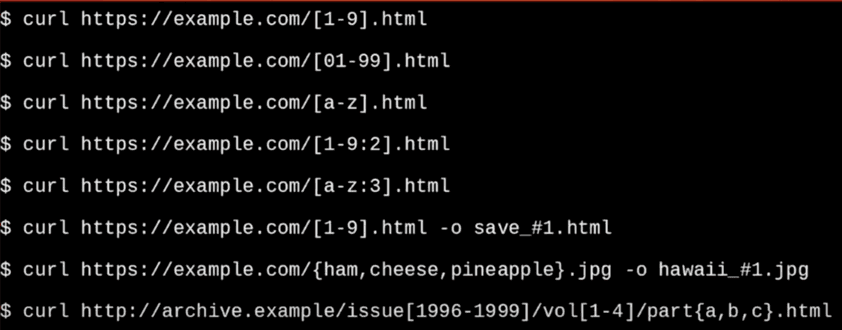 $ curl https://example.com/[1-9].html
$ curl https://example.com/[01-99].html
$ curl https://example.com/[a-z].html
$ curl https://example.com/[1-9:2].html
$ curl https://example.com/[a-z:3].html
$ curl https://example.com/[1-9].html -o save_#1.html
$ curl https://example.com/{ham,cheese,pineapple}.jpg -o hawaii_#1.jpg
$ curl http://archive.example/issue[1996-1999]/vol[1-4]/part{a,b,c}.html